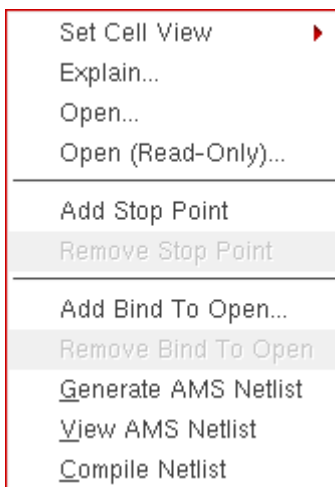 Set Cell View
Explain...
Open...
Open (Read-Only)...
Add Stop Point
Remove Stop Point
Add Bind To Open...
Remove Bind To Open
Generate AMS Netlist
View AMS Netlist
Compile Netlist